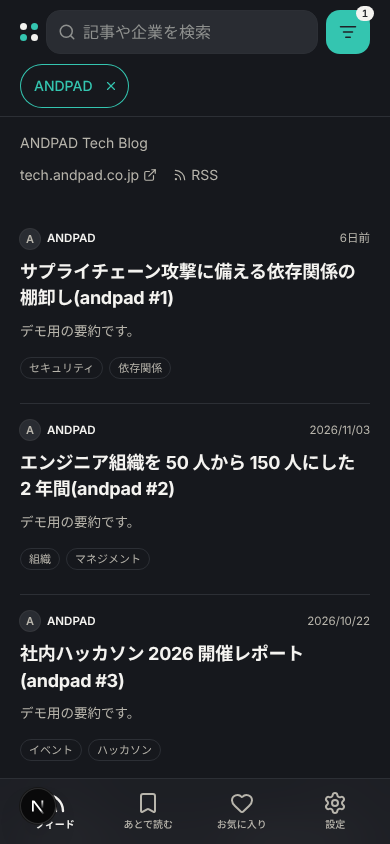 記事や企業を検索
1
ANDPAD ×
ANDPAD Tech Blog
tech.andpad.co.jp RSS
A ANDPAD 6日前
サプライチェーン攻撃に備える依存関係の
棚卸し(andpad #1)
デモ用の要約です。
セキュリティ 依存関係
A ANDPAD 2026/11/03
エンジニア組織を 50 人から 150 人にした
2 年間(andpad #2)
デモ用の要約です。
組織 マネジメント
A ANDPAD 2026/10/22
社内ハッカソン 2026 開催レポート
(andpad #3)
デモ用の要約です。
イベント ハッカソン
N
フィード あとで読む お気に入り 設定